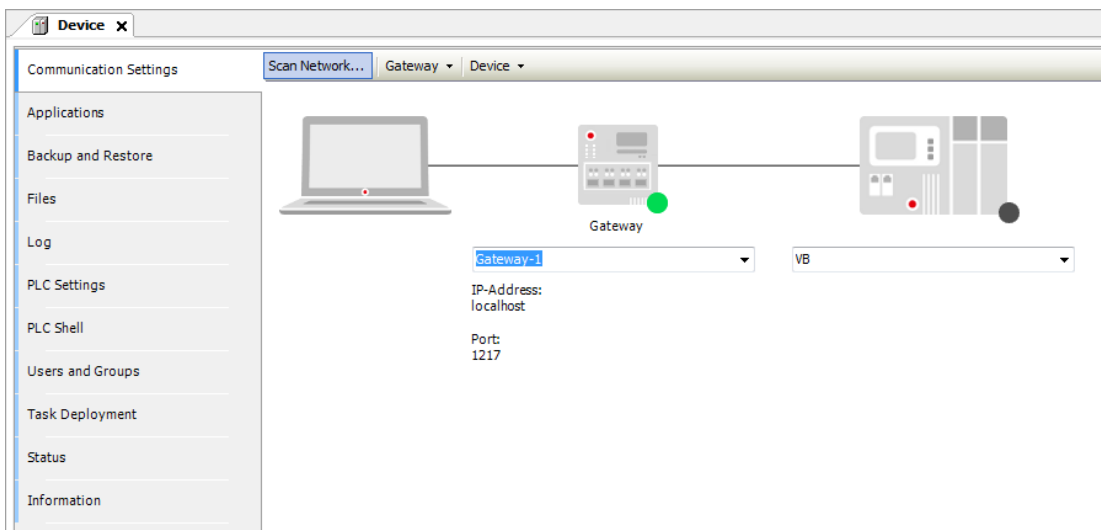 Device
Communication Settings
Scan Network...
Gateway
Device
Applications
Backup and Restore
Files
Log
PLC Settings
PLC Shell
Users and Groups
Task Deployment
Status
Information
Gateway
Gateway-1
VB
IP-Address:
localhost
Port:
1217